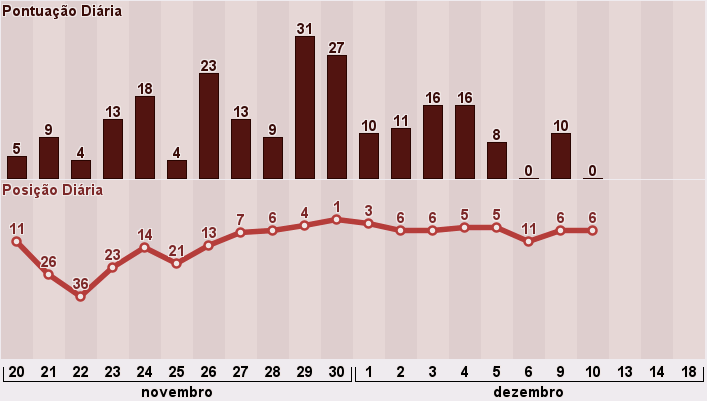 Pontuação Diária
5 9 4 13 18 4 23 13 9 31 27 10 11 16 16 8 0 10 0
Posição Diária
11 26 36 23 14 21 13 7 6 4 1 3 6 6 5 5 11 6 6
20 21 22 23 24 25 26 27 28 29 30 1 2 3 4 5 6 9 10 13 14 18
novembro dezembro